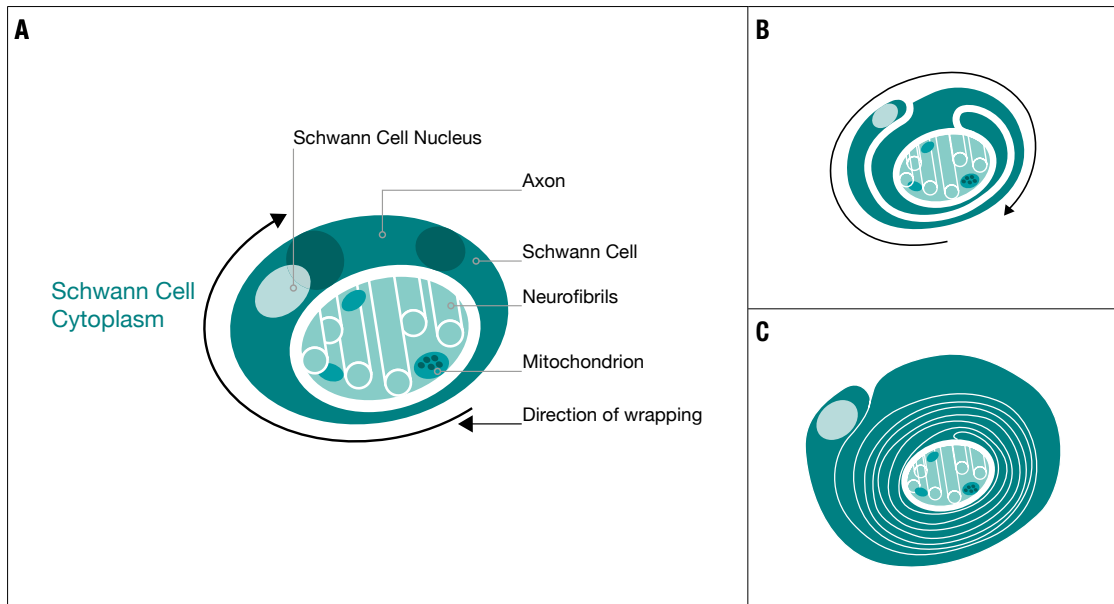 A
Schwann Cell Nucleus
Axon
Schwann Cell
Neurofibrils
Mitochondrion
Direction of wrapping
Schwann Cell
Cytoplasm
B
C